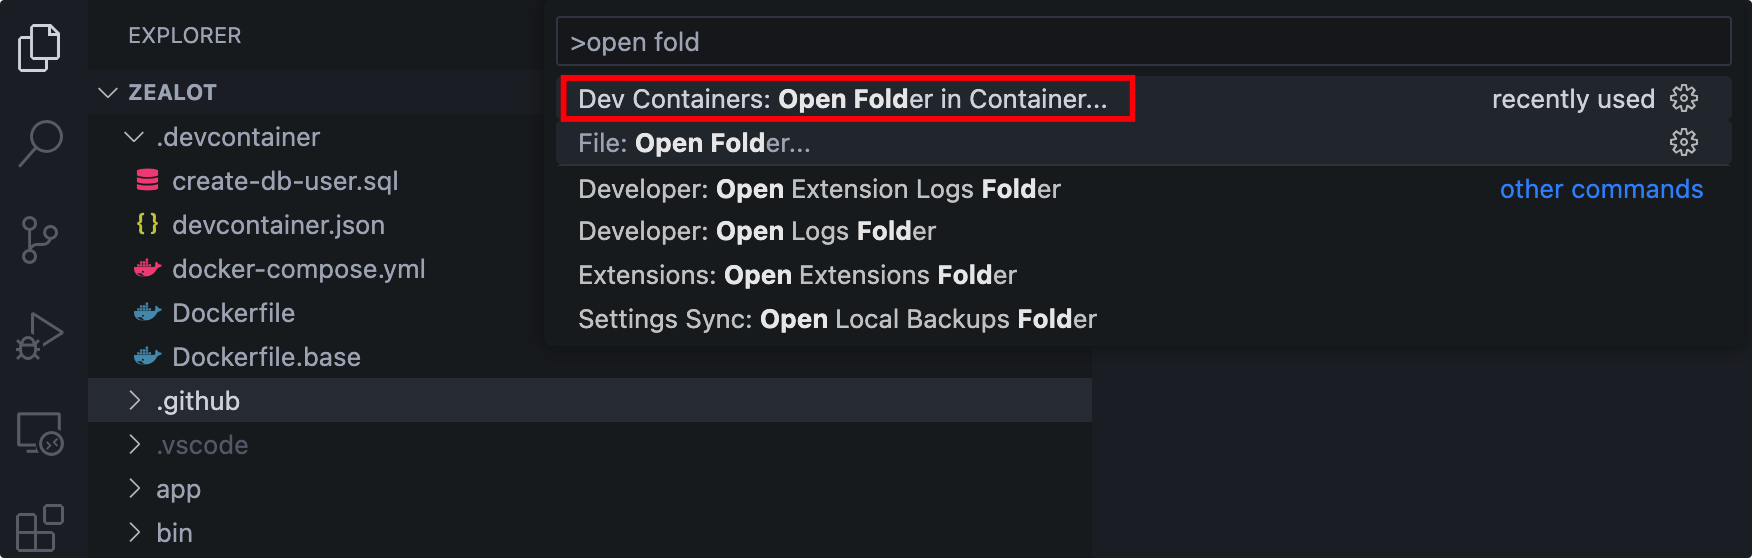 EXPLORER
ZEALOT
.devcontainer
create-db-user.sql
devcontainer.json
docker-compose.yml
Dockerfile
Dockerfile.base
.github
.vscode
app
bin
>open fold
Dev Containers: Open Folder in Container... recently used
File: Open Folder...
Developer: Open Extension Logs Folder other commands
Developer: Open Logs Folder
Extensions: Open Extensions Folder
Settings Sync: Open Local Backups Folder